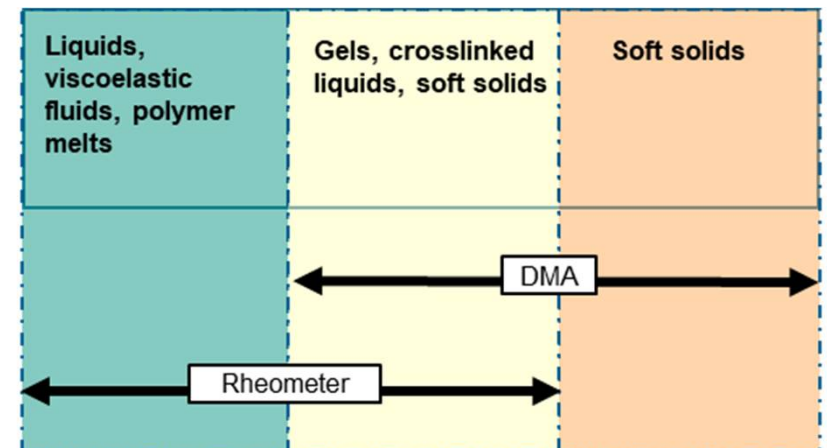 Liquids,
viscoelastic
fluids, polymer
melts
Gels, crosslinked
liquids, soft solids
Soft solids
DMA
Rheometer